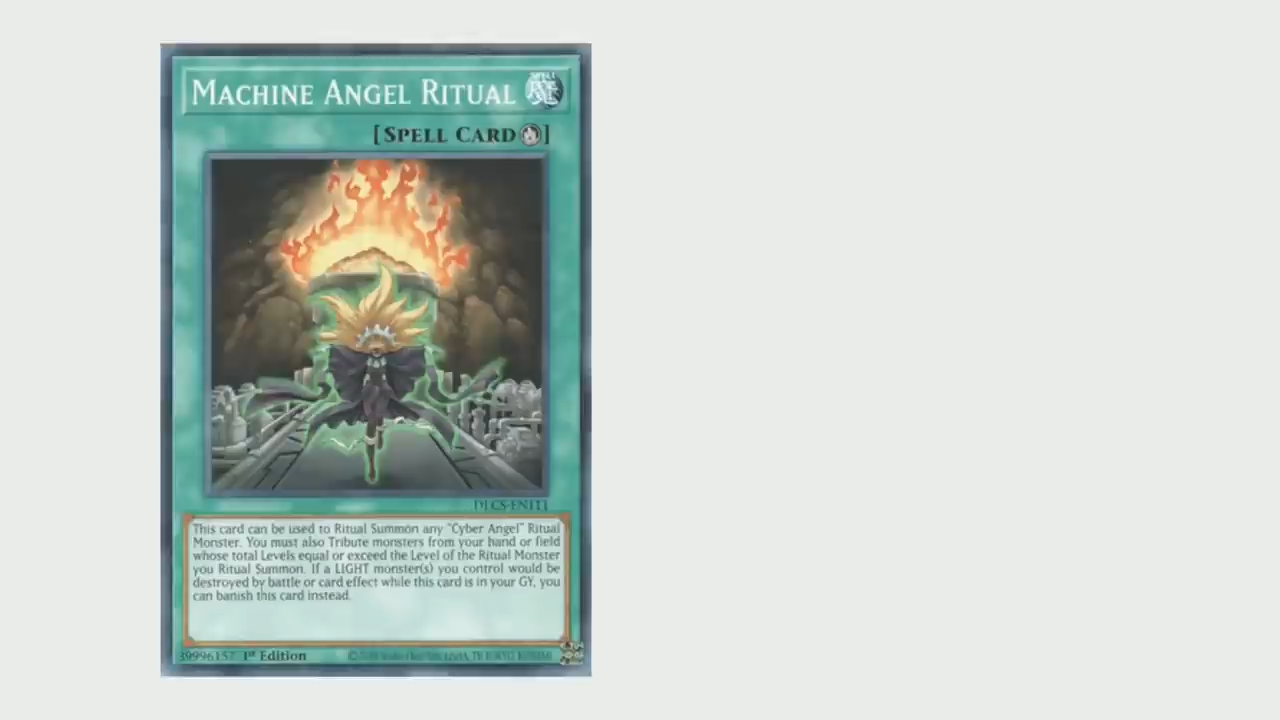 MACHINE ANGEL RITUAL
SPELL
魔
[SPELL CARD]
DLCS-EN111
This card can be used to Ritual Summon any "Cyber Angel" Ritual
Monster. You must also Tribute monsters from your hand or field
whose total Levels equal or exceed the Level of the Ritual Monster
you Ritual Summon. If a LIGHT monster(s) you control would be
destroyed by battle or card effect while this card is in your GY, you
can banish this card instead.
39996157 1st Edition